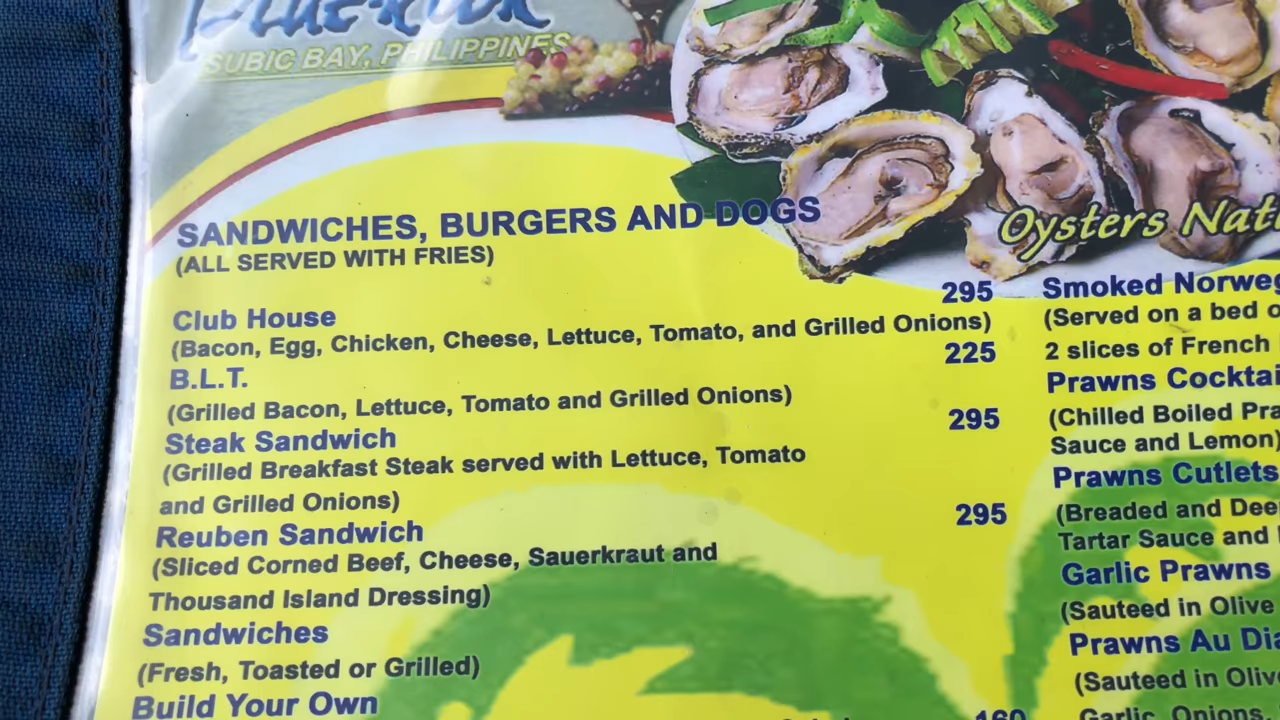 SUBIC BAY, PHILIPPINES
SANDWICHES, BURGERS AND DOGS
(ALL SERVED WITH FRIES)
Club House 295
(Bacon, Egg, Chicken, Cheese, Lettuce, Tomato, and Grilled Onions)
B.L.T. 225
(Grilled Bacon, Lettuce, Tomato and Grilled Onions)
Steak Sandwich 295
(Grilled Breakfast Steak served with Lettuce, Tomato
and Grilled Onions)
Reuben Sandwich 295
(Sliced Corned Beef, Cheese, Sauerkraut and
Thousand Island Dressing)
Sandwiches
(Fresh, Toasted or Grilled)
Build Your Own 160
Oysters
Smoked
(Served on a bed
2 slices of French
Prawns
(Chilled Boiled
Sauce and Lemon)
Prawns Cutlets
(Breaded and
Tartar Sauce and
Garlic Prawns
(Sauteed in Olive
Prawns Au
(Sauteed in
Garlic, Onions,